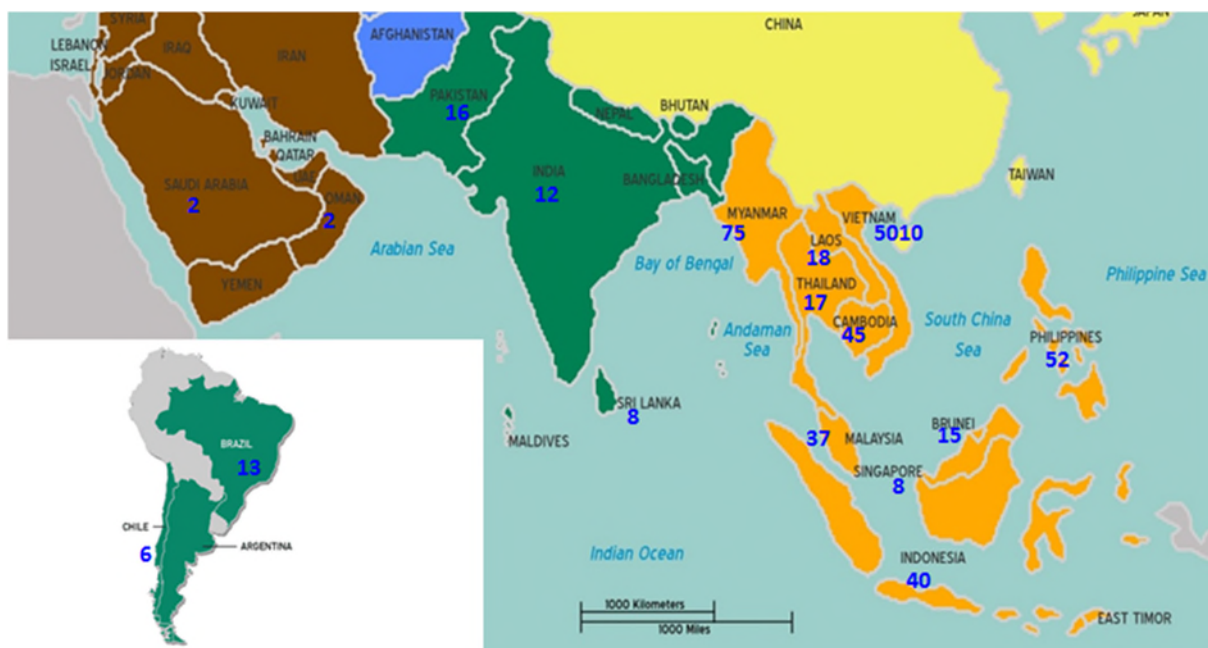 SYRIA
CHINA
JAPAN
LEBANON
IRAQ
AFGHANISTAN
ISRAEL
JORDAN
IRAN
KUWAIT
PAKISTAN
16
NEPAL
BHUTAN
BAHRAIN
QATAR
UAE
SAUDI ARABIA
2
OMAN
2
INDIA
12
BANGLADESH
TAIWAN
MYANMAR
75
VIETNAM
5010
LAOS
18
Arabian Sea
Bay of Bengal
Philippine Sea
YEMEN
THAILAND
17
CAMBODIA
45
Andaman
Sea
South China
Sea
PHILIPPINES
52
SRI LANKA
8
MALDIVES
37
MALAYSIA
BRUNEI
15
SINGAPORE
8
BRAZIL
13
CHILE
6
ARGENTINA
Indian Ocean
INDONESIA
40
1000 Kilometers
1000 Miles
EAST TIMOR